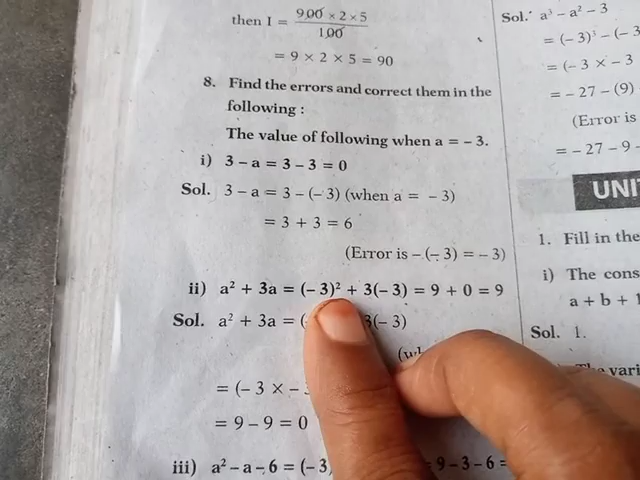 then I = 900 × 2 × 5 / 100
= 9 × 2 × 5 = 90
8. Find the errors and correct them in the
following :
The value of following when a = – 3.
i) 3 – a = 3 – 3 = 0
Sol. 3 – a = 3 – (– 3) (when a = – 3)
= 3 + 3 = 6
(Error is – (– 3) = – 3)
ii) a² + 3a = (– 3)² + 3(– 3) = 9 + 0 = 9
Sol. a² + 3a = ( 3(– 3)
= (– 3 × –
= 9 – 9 = 0
iii) a² – a – 6 = (– 3) = 9 – 3 – 6 =
Sol. a³ – a² – 3
= (– 3)³ – (– 3
= (– 3 × – 3
= – 27 – (9)
(Error is
= – 27 – 9 –
UNI
1. Fill in the
i) The cons
a + b + 1
Sol. 1.
vari